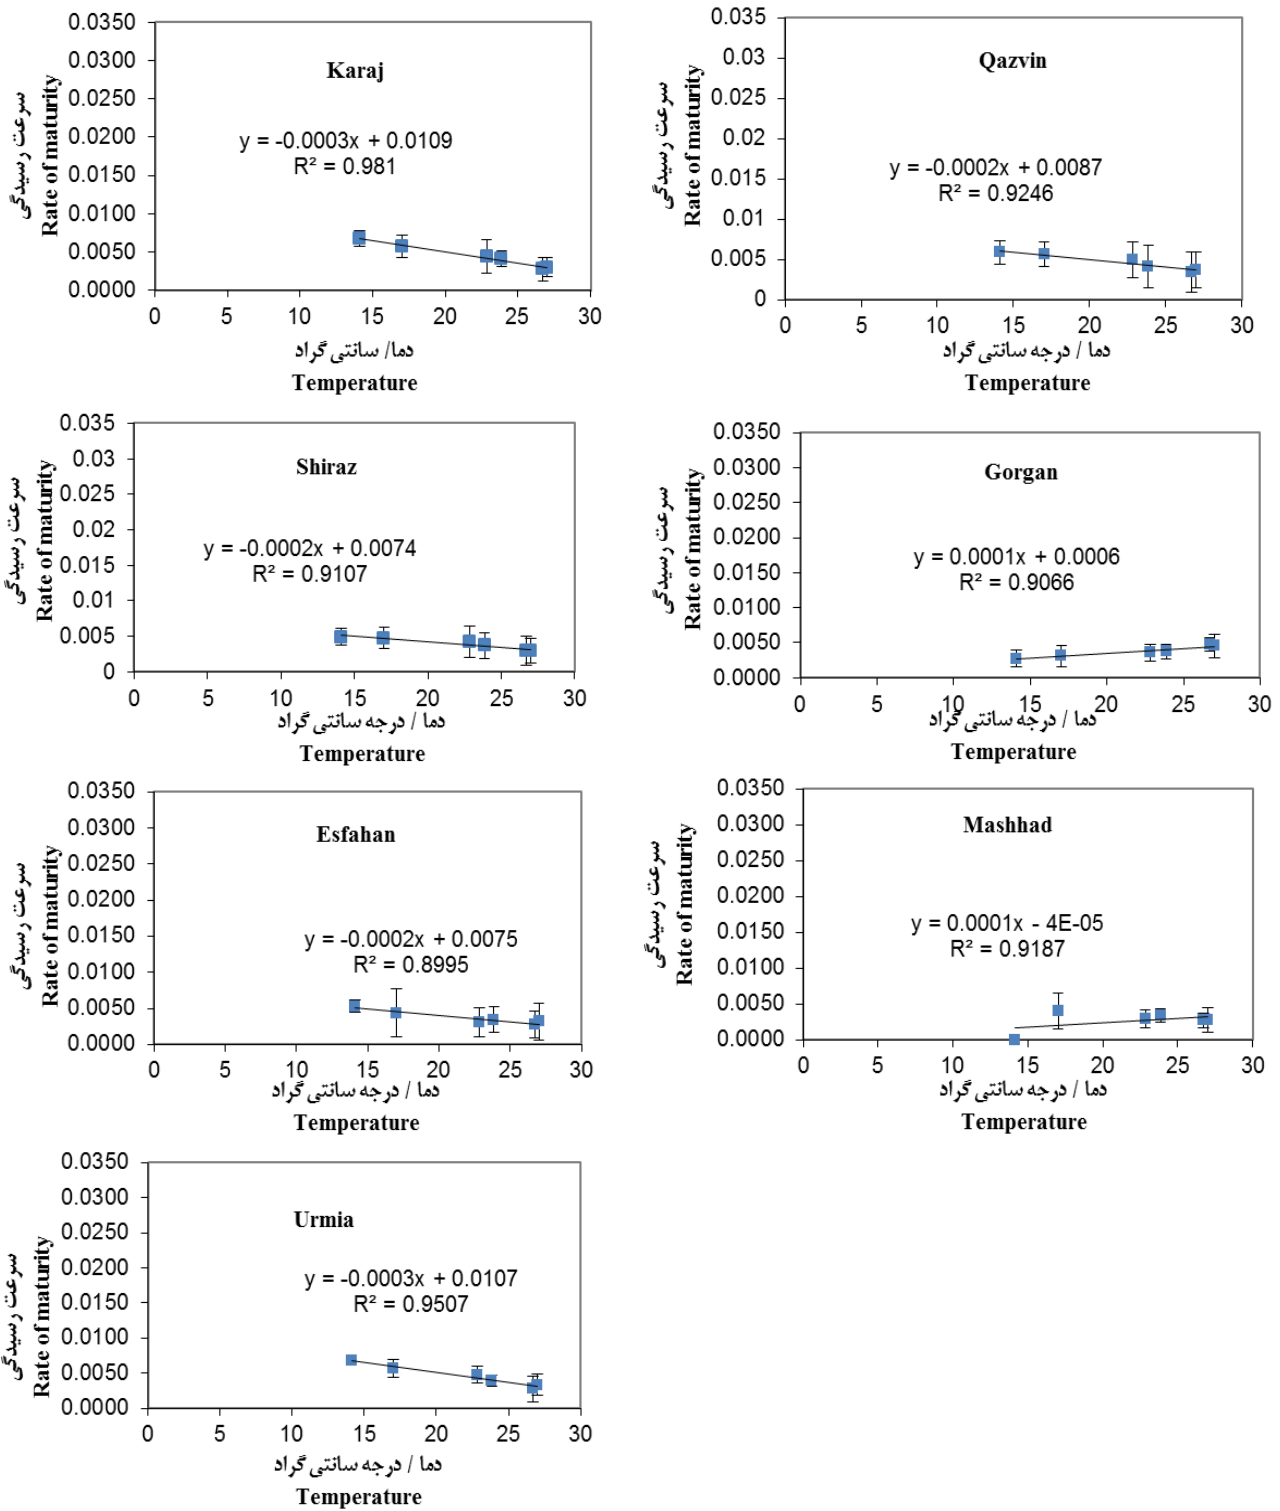 Karaj
y = -0.0003x + 0.0109
R² = 0.981
0.0350
0.0300
0.0250
0.0200
0.0150
0.0100
0.0050
0.0000
0 5 10 15 20 25 30
سرعت رسیدگی
Rate of maturity
دما/ سانتی گراد
Temperature
Qazvin
y = -0.0002x + 0.0087
R² = 0.9246
0.035
0.03
0.025
0.02
0.015
0.01
0.005
0
0 5 10 15 20 25 30
سرعت رسیدگی
Rate of maturity
دما / درجه سانتی گراد
Temperature
Shiraz
y = -0.0002x + 0.0074
R² = 0.9107
0.035
0.03
0.025
0.02
0.015
0.01
0.005
0
0 5 10 15 20 25 30
سرعت رسیدگی
Rate of maturity
دما / درجه سانتی گراد
Temperature
Gorgan
y = 0.0001x + 0.0006
R² = 0.9066
0.0350
0.0300
0.0250
0.0200
0.0150
0.0100
0.0050
0.0000
0 5 10 15 20 25 30
سرعت رسیدگی
Rate of maturity
دما / درجه سانتی گراد
Temperature
Esfahan
y = -0.0002x + 0.0075
R² = 0.8995
0.0350
0.0300
0.0250
0.0200
0.0150
0.0100
0.0050
0.0000
0 5 10 15 20 25 30
سرعت رسیدگی
Rate of maturity
دما / درجه سانتی گراد
Temperature
Mashhad
y = 0.0001x - 4E-05
R² = 0.9187
0.0350
0.0300
0.0250
0.0200
0.0150
0.0100
0.0050
0.0000
0 5 10 15 20 25 30
سرعت رسیدگی
Rate of maturity
دما / درجه سانتی گراد
Temperature
Urmia
y = -0.0003x + 0.0107
R² = 0.9507
0.0350
0.0300
0.0250
0.0200
0.0150
0.0100
0.0050
0.0000
0 5 10 15 20 25 30
سرعت رسیدگی
Rate of maturity
دما / درجه سانتی گراد
Temperature